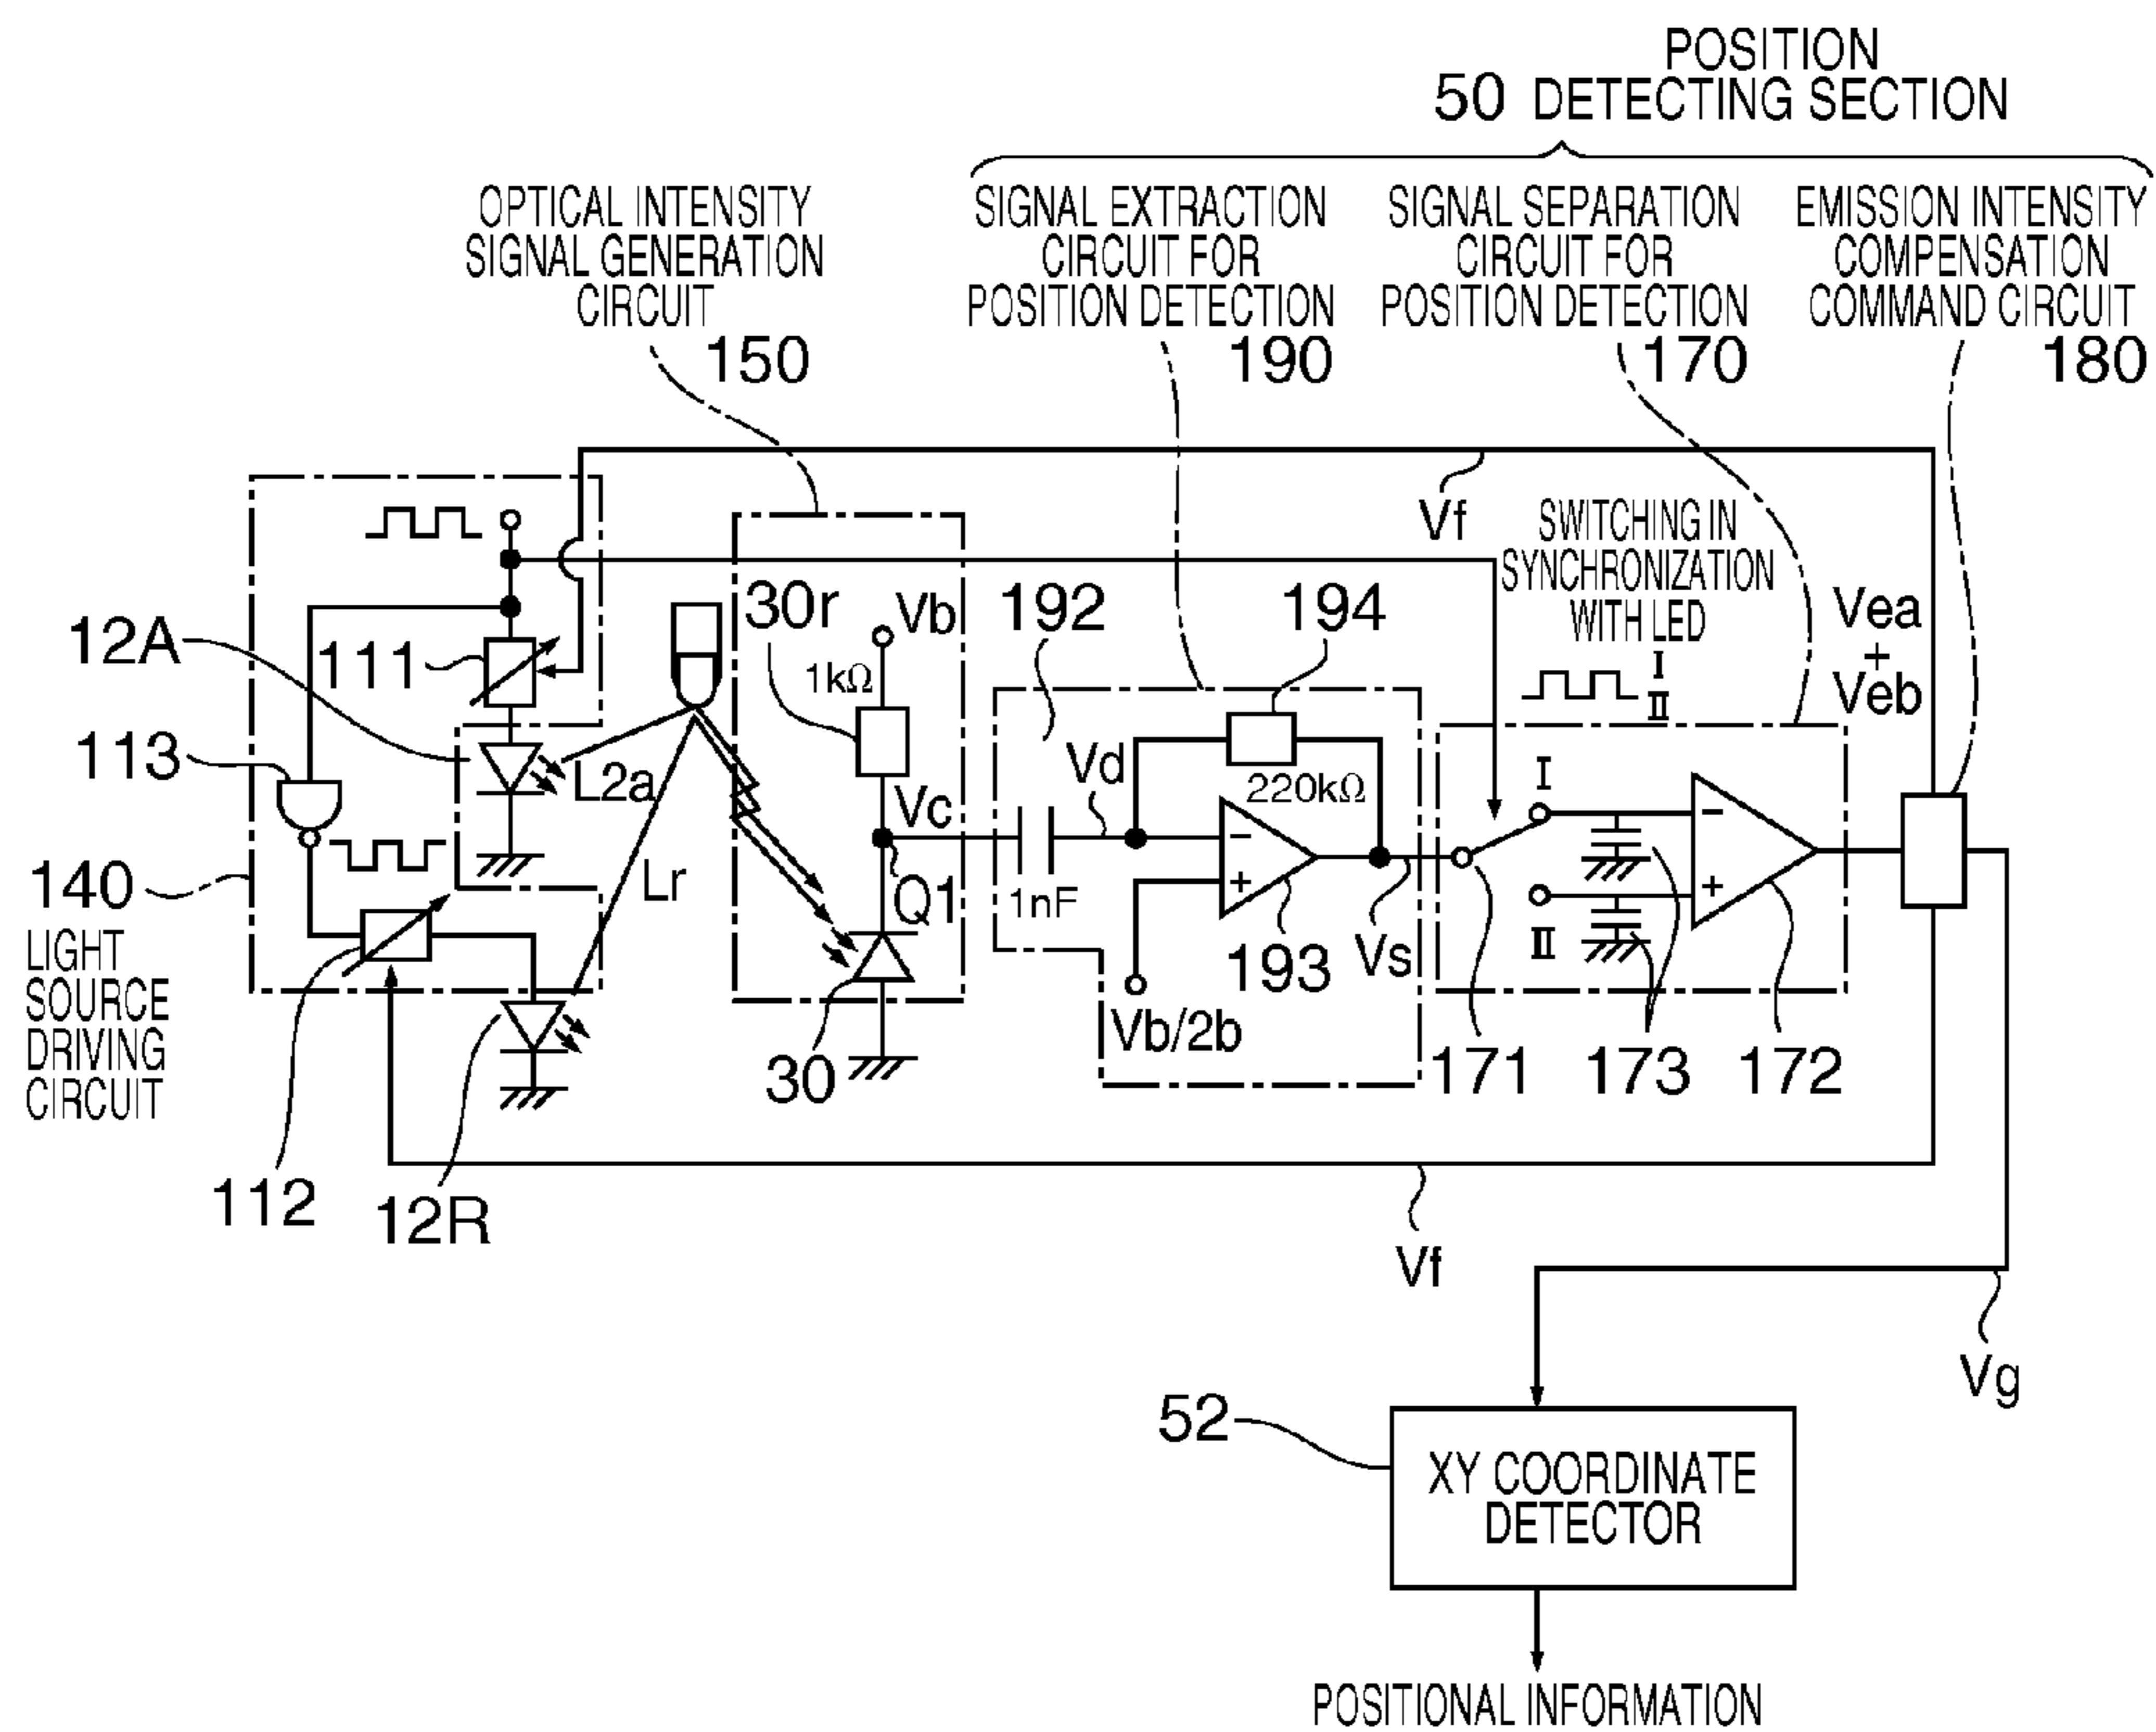 POSITION
50 DETECTING SECTION
OPTICAL INTENSITY
SIGNAL GENERATION
CIRCUIT
150
SIGNAL EXTRACTION
CIRCUIT FOR
POSITION DETECTION
190
SIGNAL SEPARATION
CIRCUIT FOR
POSITION DETECTION
170
EMISSION INTENSITY
COMPENSATION
COMMAND CIRCUIT
180
Vf
SWITCHING IN
SYNCHRONIZATION
WITH LED
I
II
Vea
+
Veb
12A
111
30r
Vb
1kΩ
192
194
113
L2a
Vc
Vd
220kΩ
I
140
LIGHT
SOURCE
DRIVING
CIRCUIT
Lr
Q1
1nF
−
+
193
Vs
II
−
+
30
Vb/2b
171
173
172
112
12R
Vf
Vg
52
XY COORDINATE
DETECTOR
POSITIONAL INFORMATION